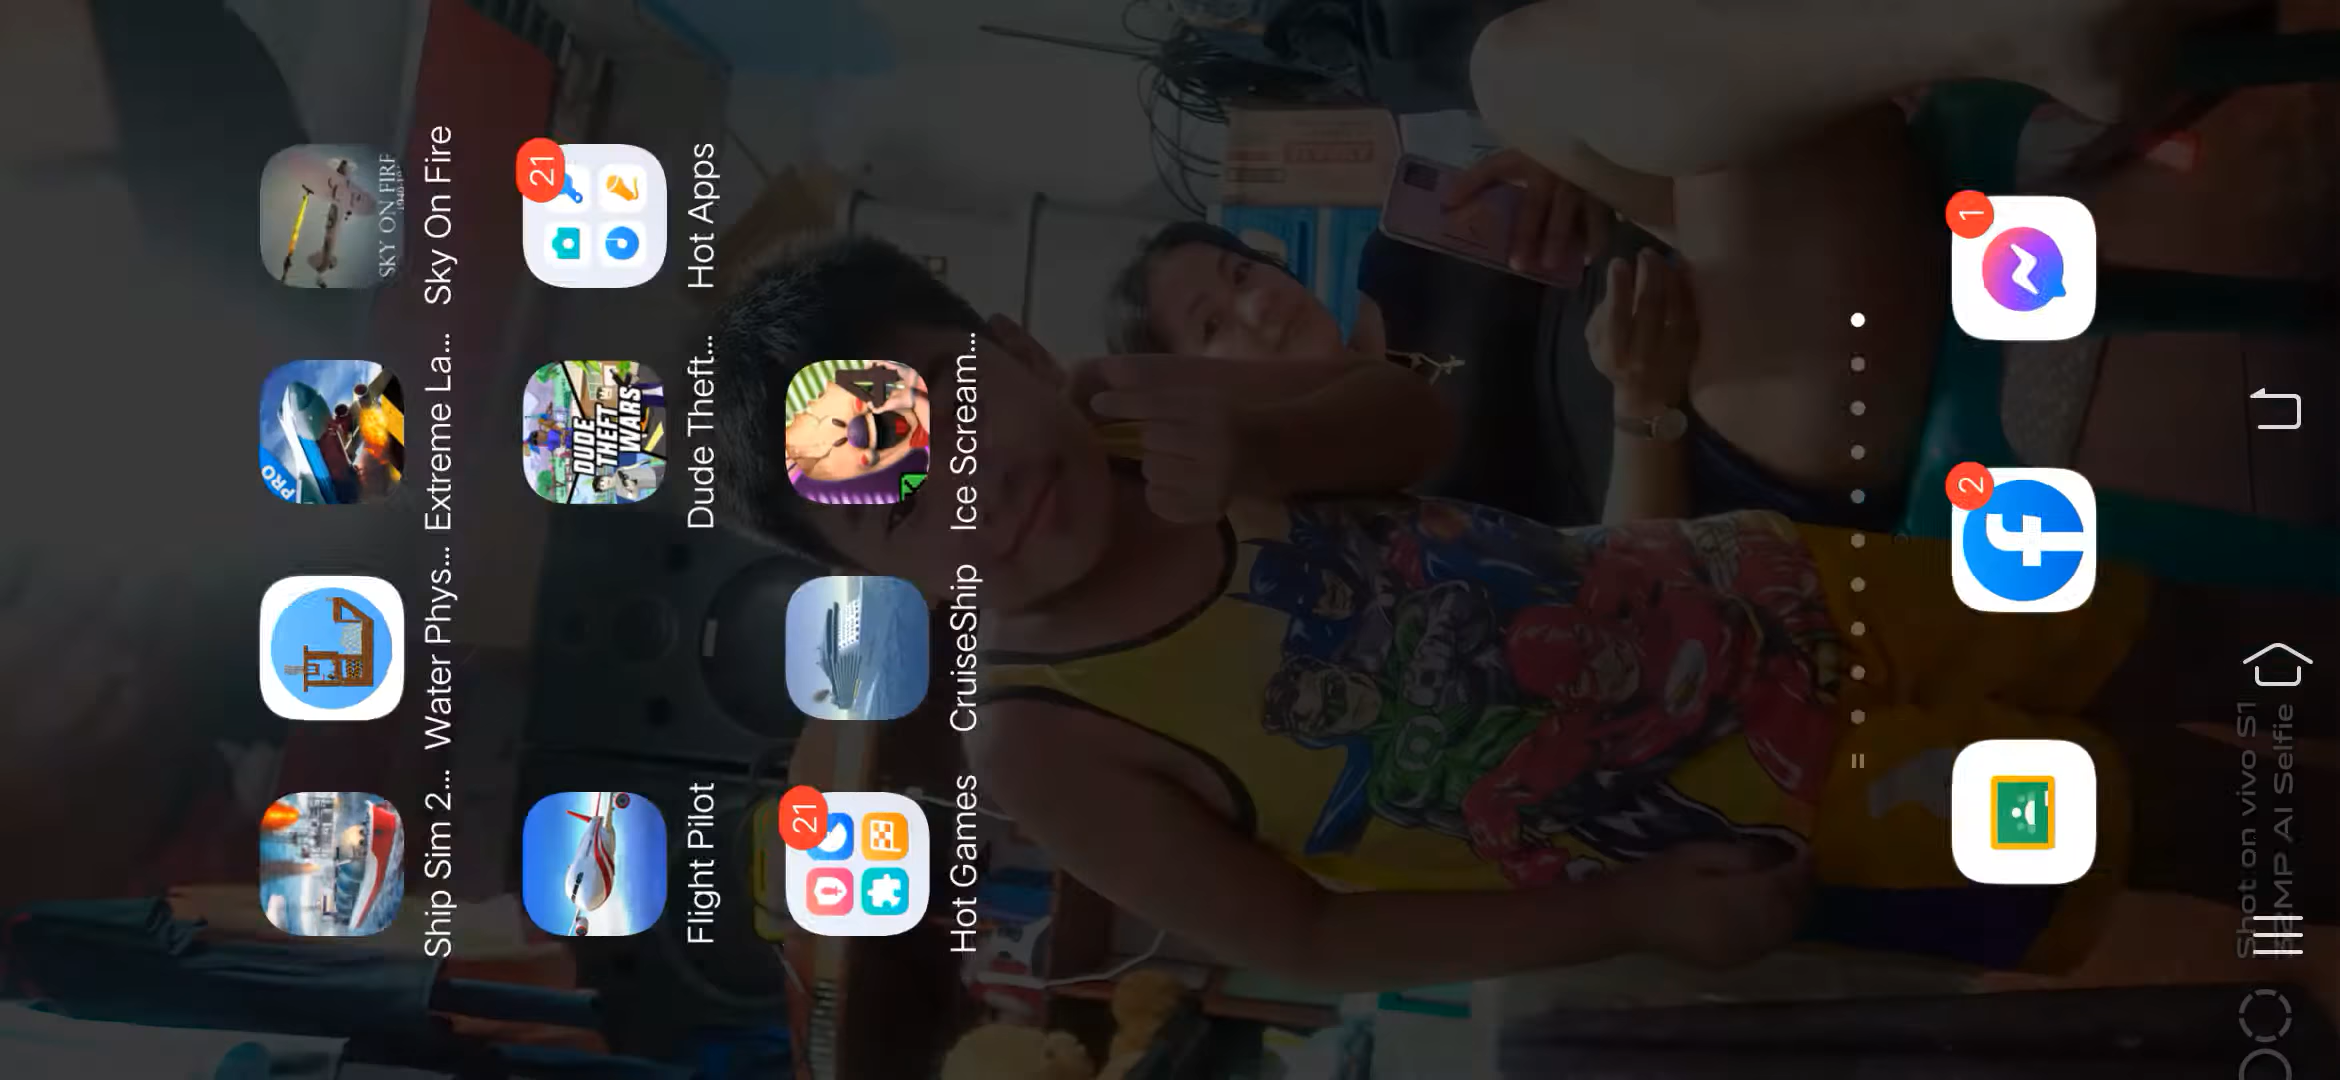 PRO
SKY ON FIRE
Ship Sim 2... Water Phys... Extreme La... Sky On Fire
21
DUDE
THEFT
WARS
Flight Pilot Dude Theft... Hot Apps
21
4
Hot Games CruiseShip Ice Scream...
2 1
Shot on vivo S1
32MP AI Selfie